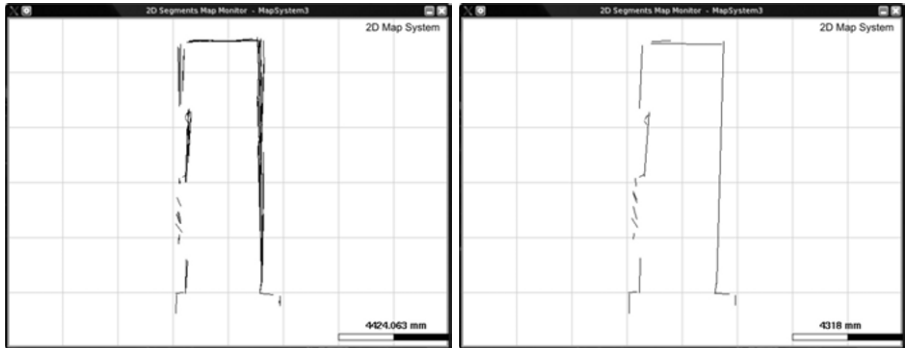 2D Segments Map Monitor - MapSystem3
2D Map System
4424.063 mm
2D Segments Map Monitor - MapSystem3
2D Map System
4318 mm